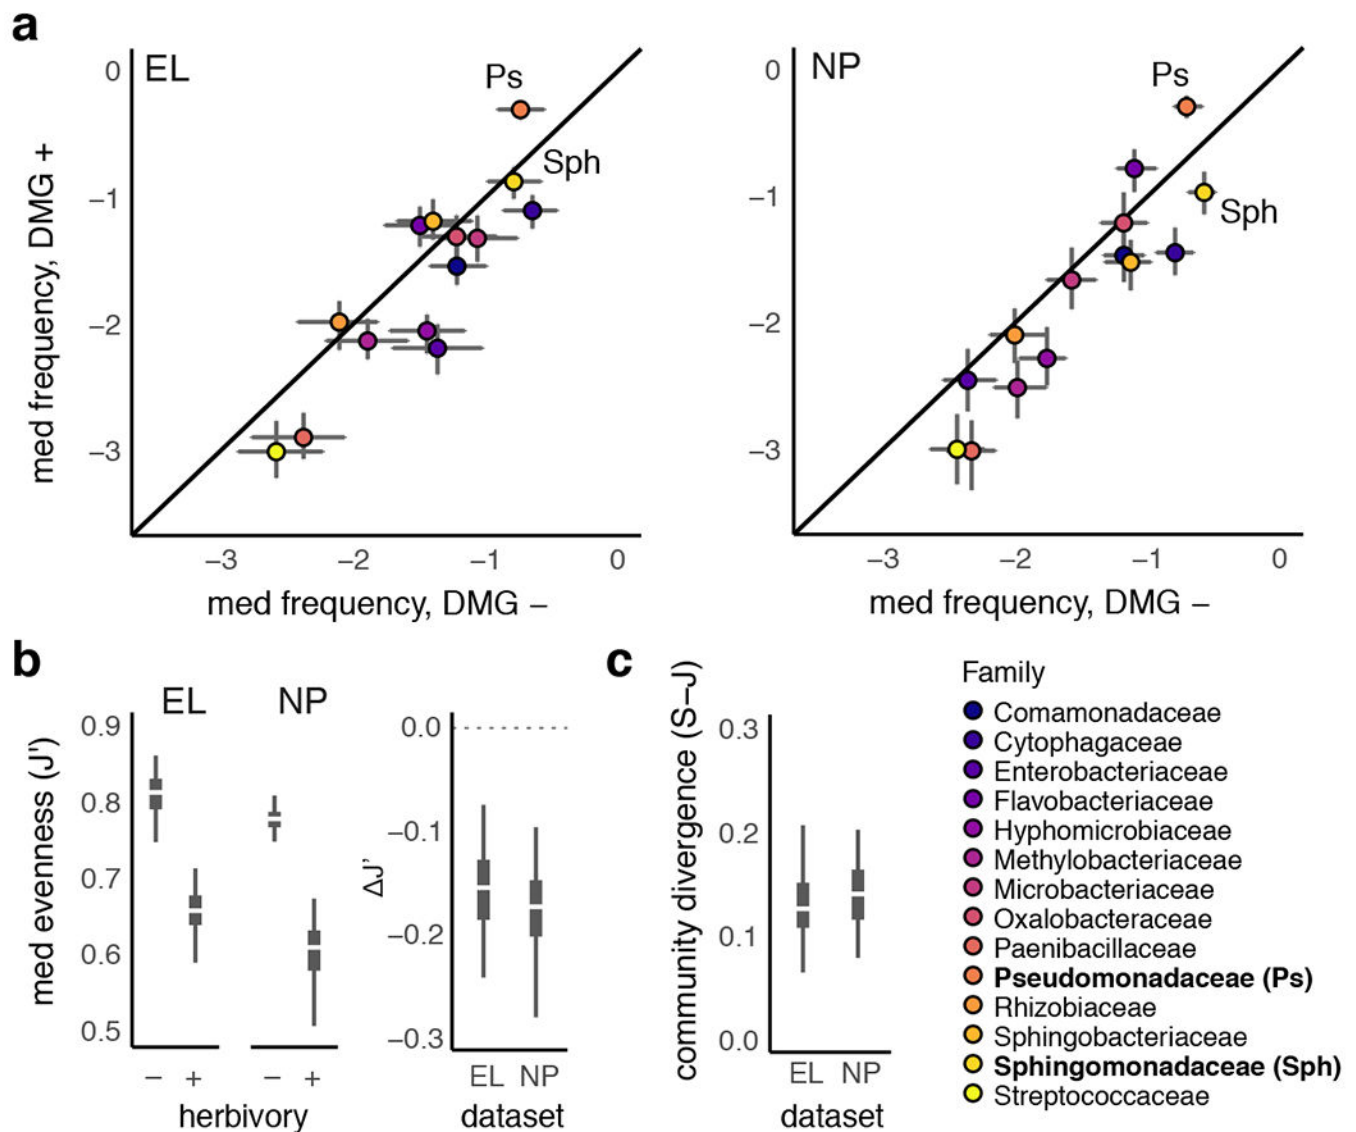 a
EL
Ps
Sph
0
−1
−2
−3
med frequency, DMG +
−3 −2 −1 0
med frequency, DMG −
NP
Ps
Sph
0
−1
−2
−3
−3 −2 −1 0
med frequency, DMG −
b
EL NP
0.9
0.8
0.7
0.6
0.5
med evenness (J')
− + − +
herbivory
0.0
−0.1
−0.2
−0.3
ΔJ’
EL NP
dataset
c
community divergence (S−J)
0.3
0.2
0.1
0.0
EL NP
dataset
Family
Comamonadaceae
Cytophagaceae
Enterobacteriaceae
Flavobacteriaceae
Hyphomicrobiaceae
Methylobacteriaceae
Microbacteriaceae
Oxalobacteraceae
Paenibacillaceae
Pseudomonadaceae (Ps)
Rhizobiaceae
Sphingobacteriaceae
Sphingomonadaceae (Sph)
Streptococcaceae